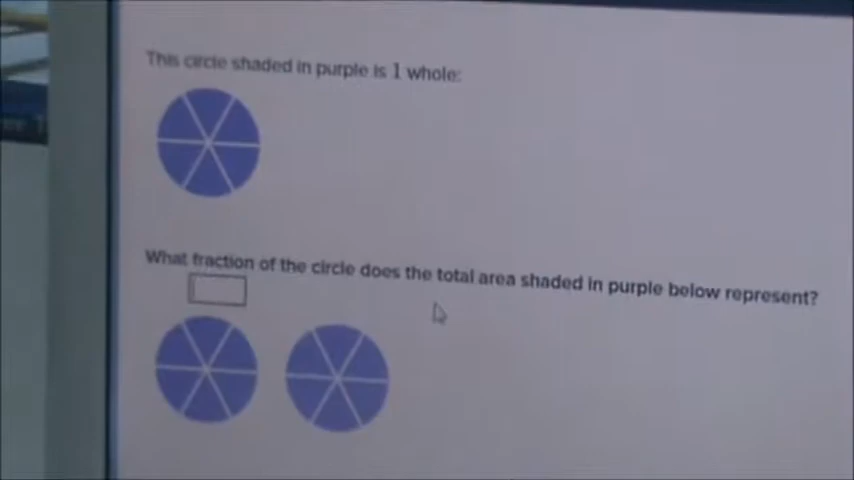 This circle shaded in purple is 1 whole:
What fraction of the circle does the total area shaded in purple below represent?